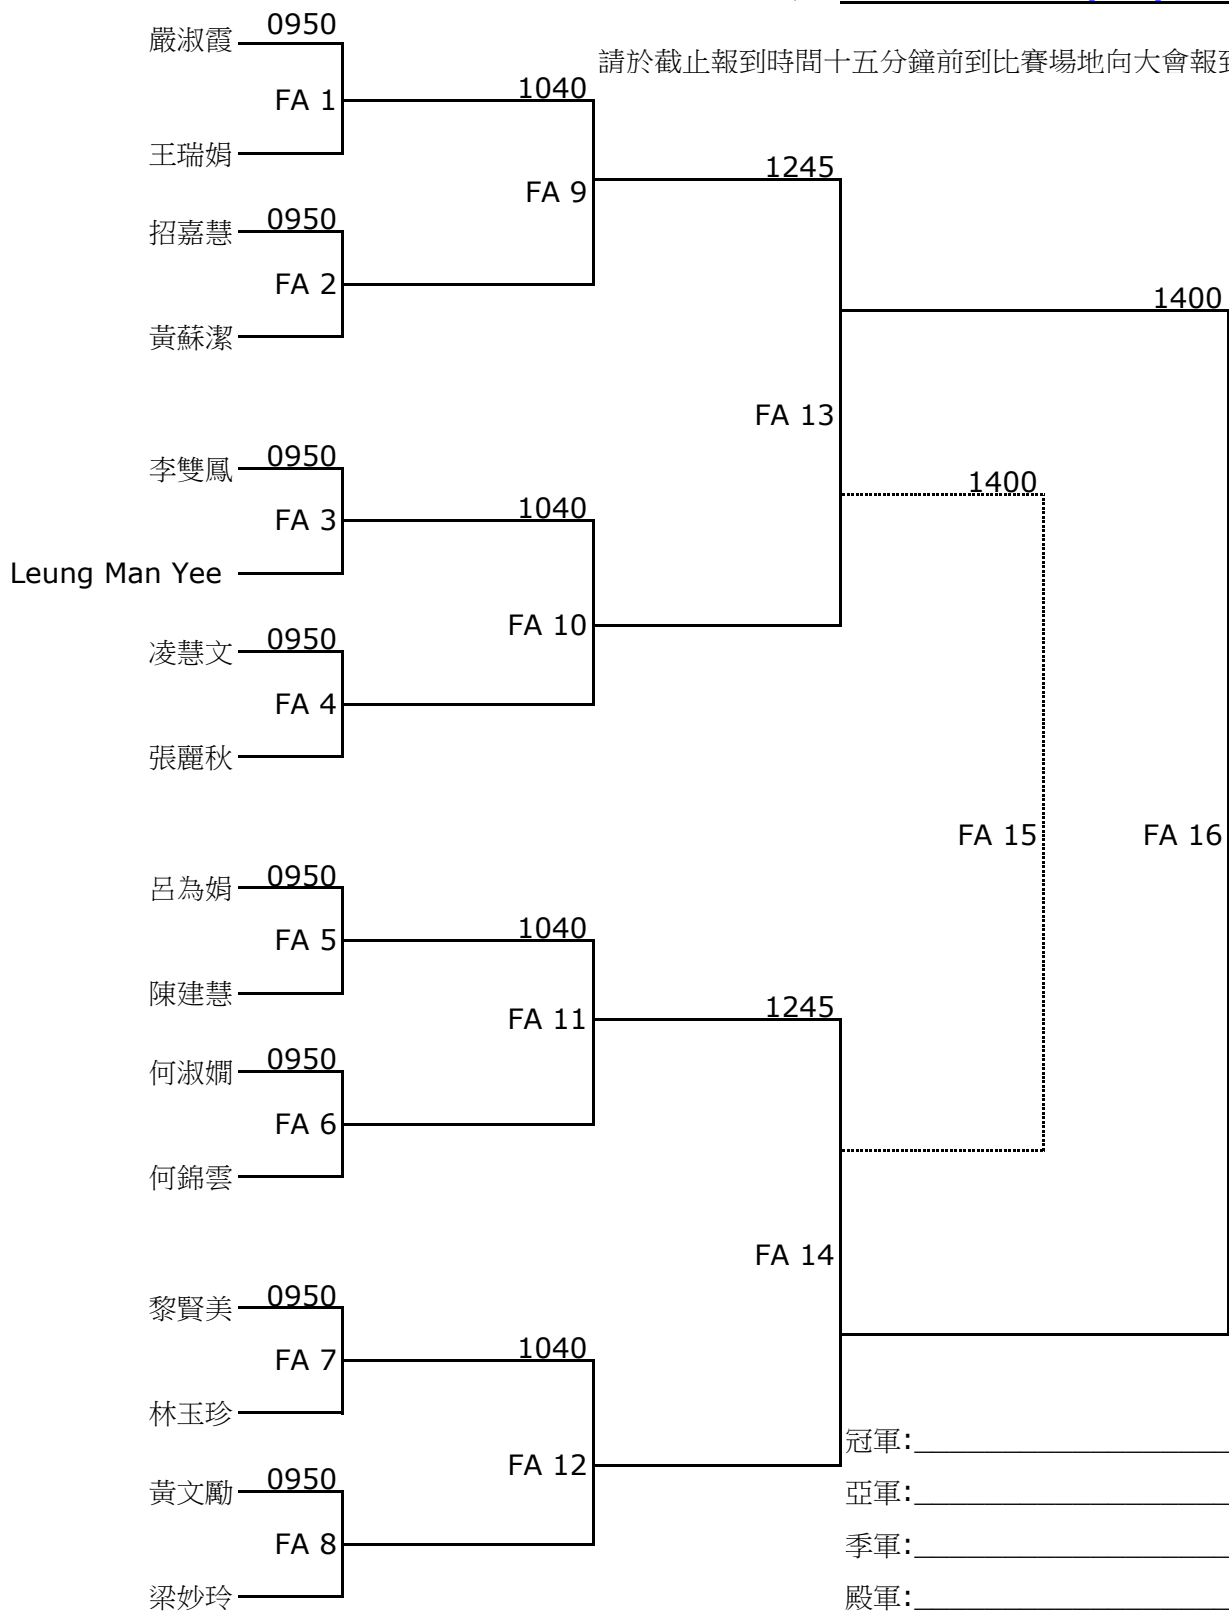 嚴淑霞 0950
請於截止報到時間十五分鐘前到比賽場地向大會報到
FA 1 1040
王瑞娟
1245
FA 9
招嘉慧 0950
FA 2
1400
黃蘇潔
FA 13
李雙鳳 0950
1400
FA 3 1040
Leung Man Yee
FA 10
凌慧文 0950
FA 4
張麗秋
FA 15 FA 16
呂為娟 0950
FA 5 1040
陳建慧
FA 11 1245
何淑嫺 0950
FA 6
何錦雲
FA 14
黎賢美 0950
FA 7 1040
林玉珍
冠軍:
FA 12
黃文勵 0950
亞軍:
FA 8
季軍:
梁妙玲
殿軍: